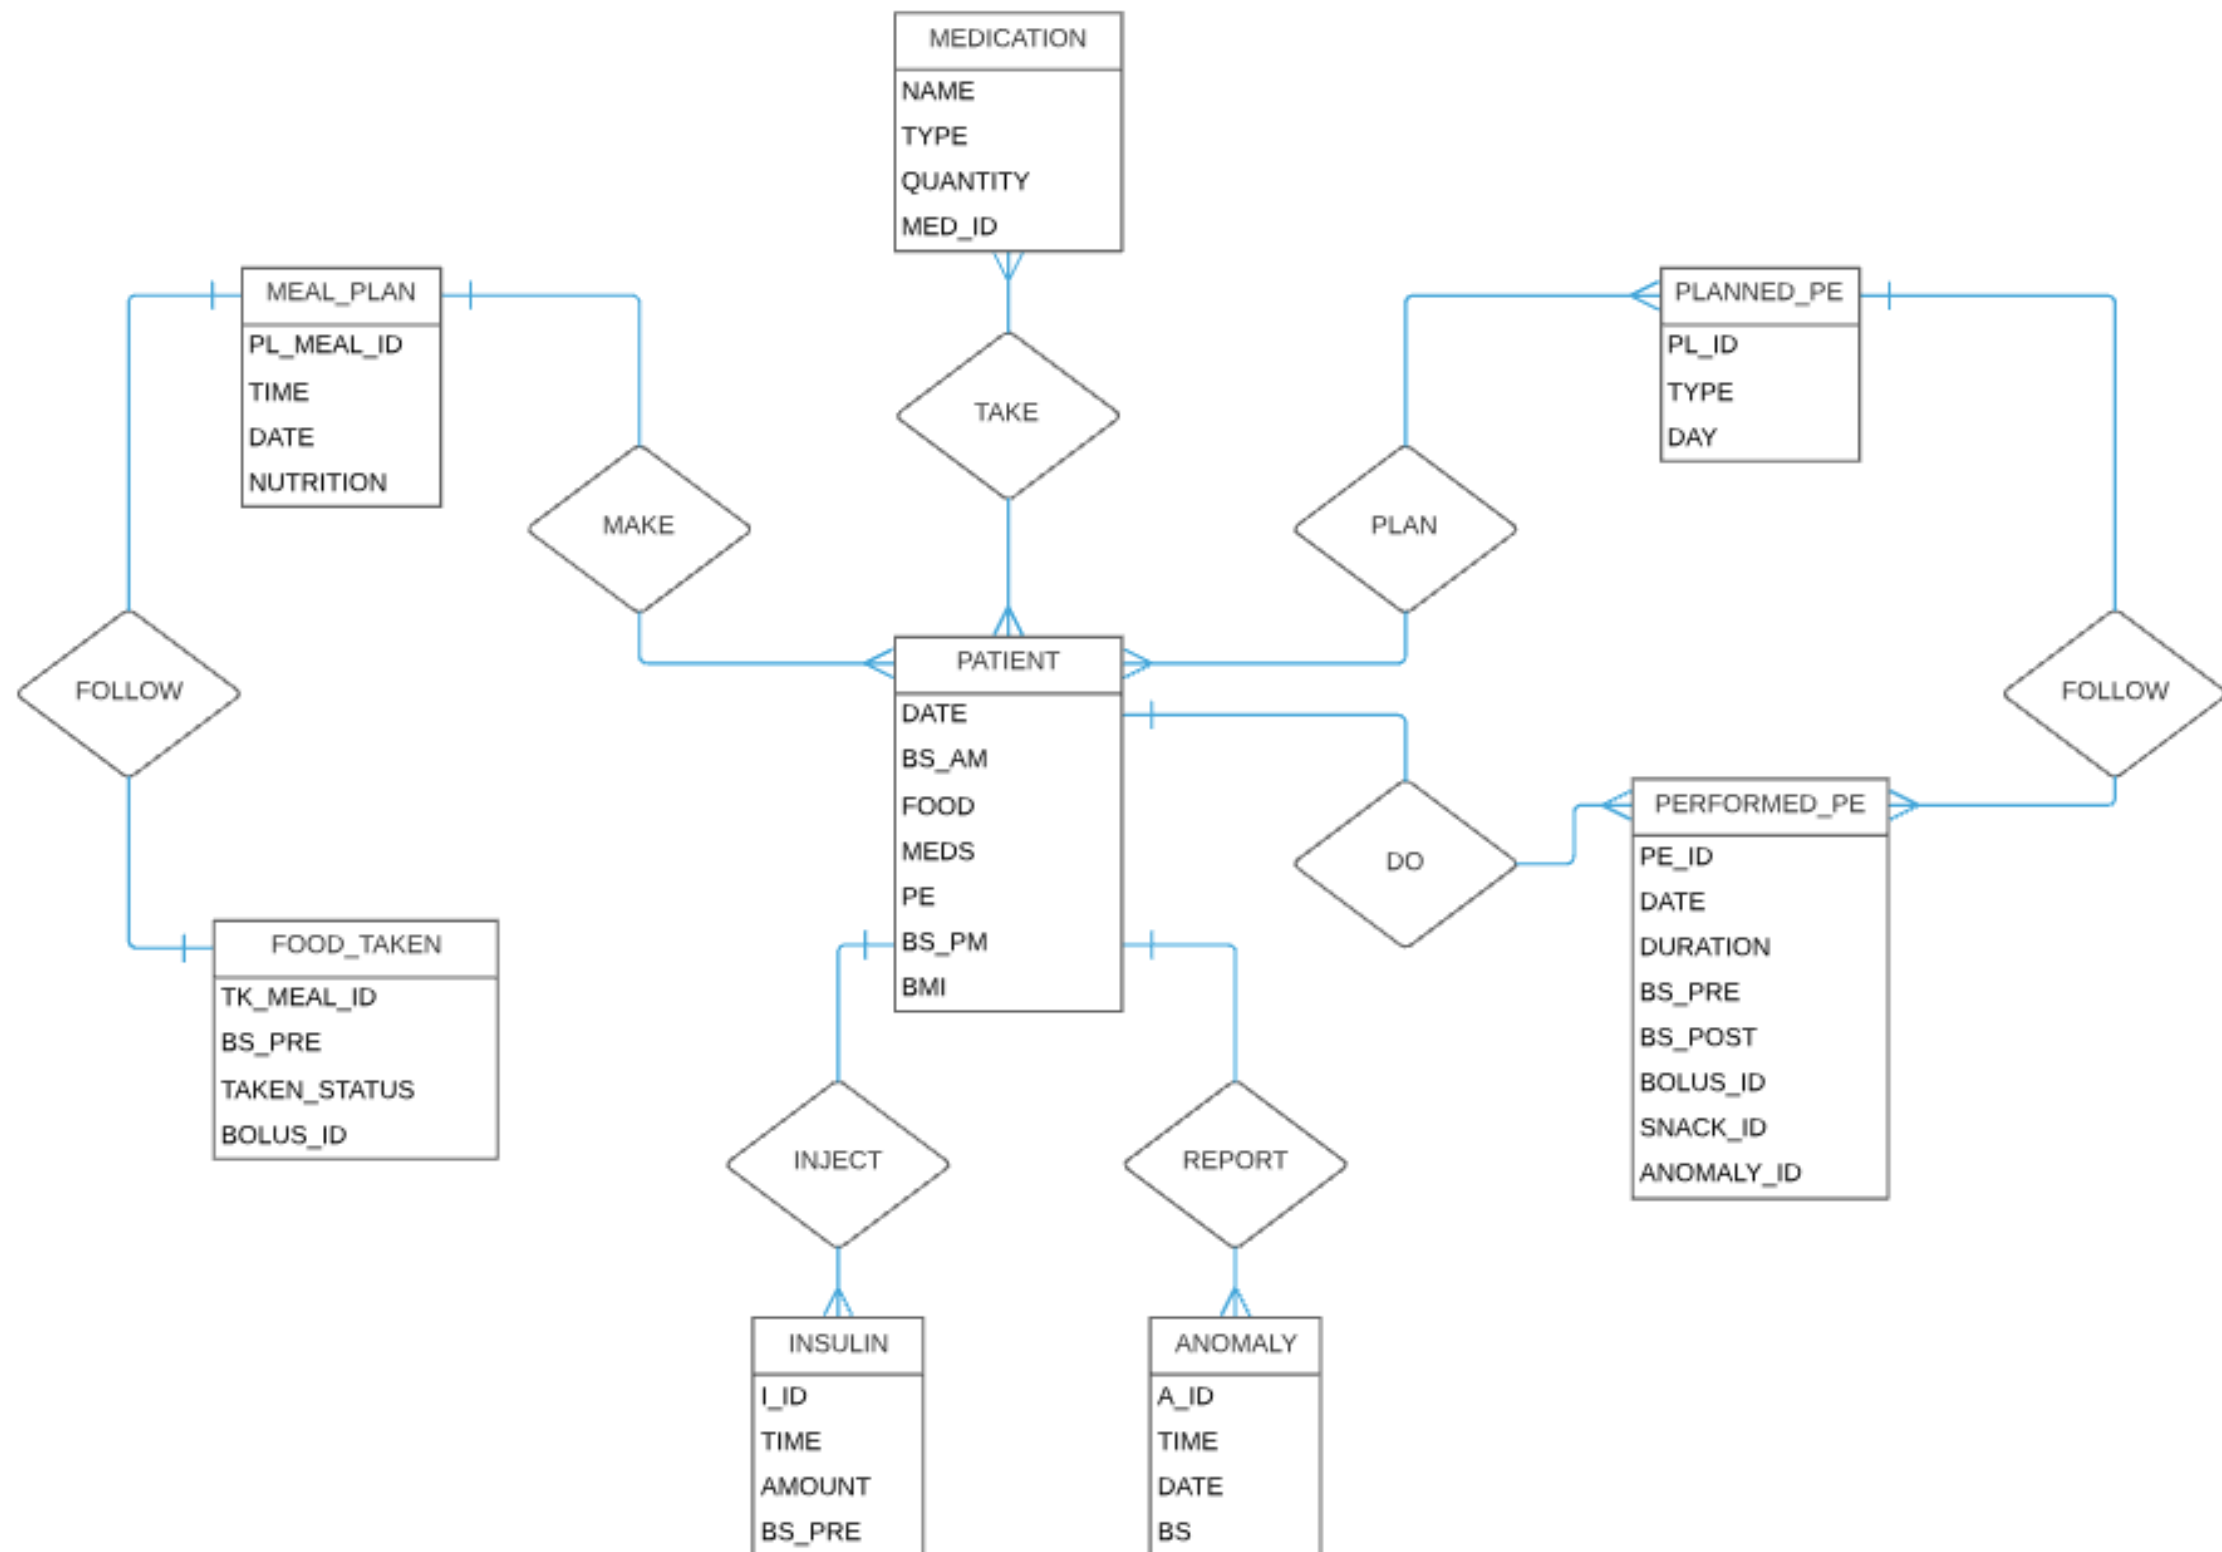 MEDICATION
NAME
TYPE
QUANTITY
MED_ID
MEAL_PLAN
PL_MEAL_ID
TIME
DATE
NUTRITION
PLANNED_PE
PL_ID
TYPE
DAY
TAKE
MAKE
PLAN
FOLLOW
FOLLOW
PATIENT
DATE
BS_AM
FOOD
MEDS
PE
BS_PM
BMI
DO
PERFORMED_PE
PE_ID
DATE
DURATION
BS_PRE
BS_POST
BOLUS_ID
SNACK_ID
ANOMALY_ID
FOOD_TAKEN
TK_MEAL_ID
BS_PRE
TAKEN_STATUS
BOLUS_ID
INJECT
REPORT
INSULIN
I_ID
TIME
AMOUNT
BS_PRE
ANOMALY
A_ID
TIME
DATE
BS